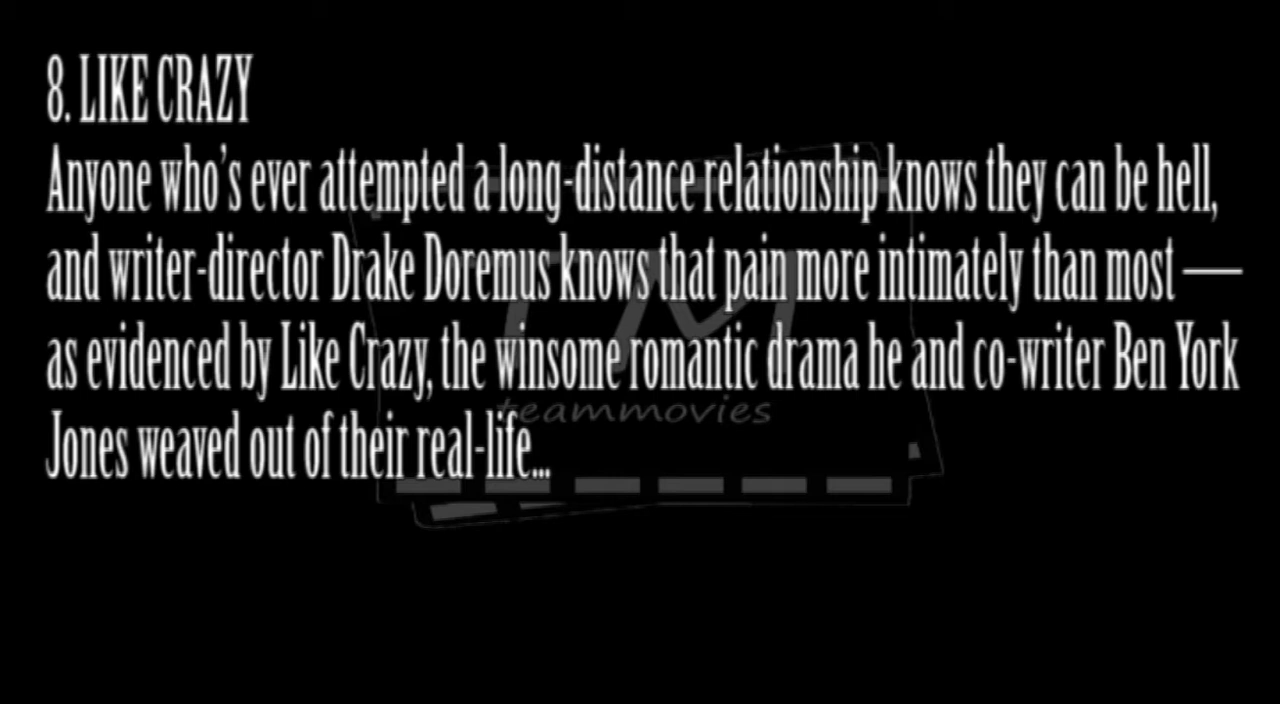 8. LIKE CRAZY
Anyone who’s ever attempted a long-distance relationship knows they can be hell,
and writer-director Drake Doremus knows that pain more intimately than most —
as evidenced by Like Crazy, the winsome romantic drama he and co-writer Ben York
Jones weaved out of their real-life...
TM
teammovies